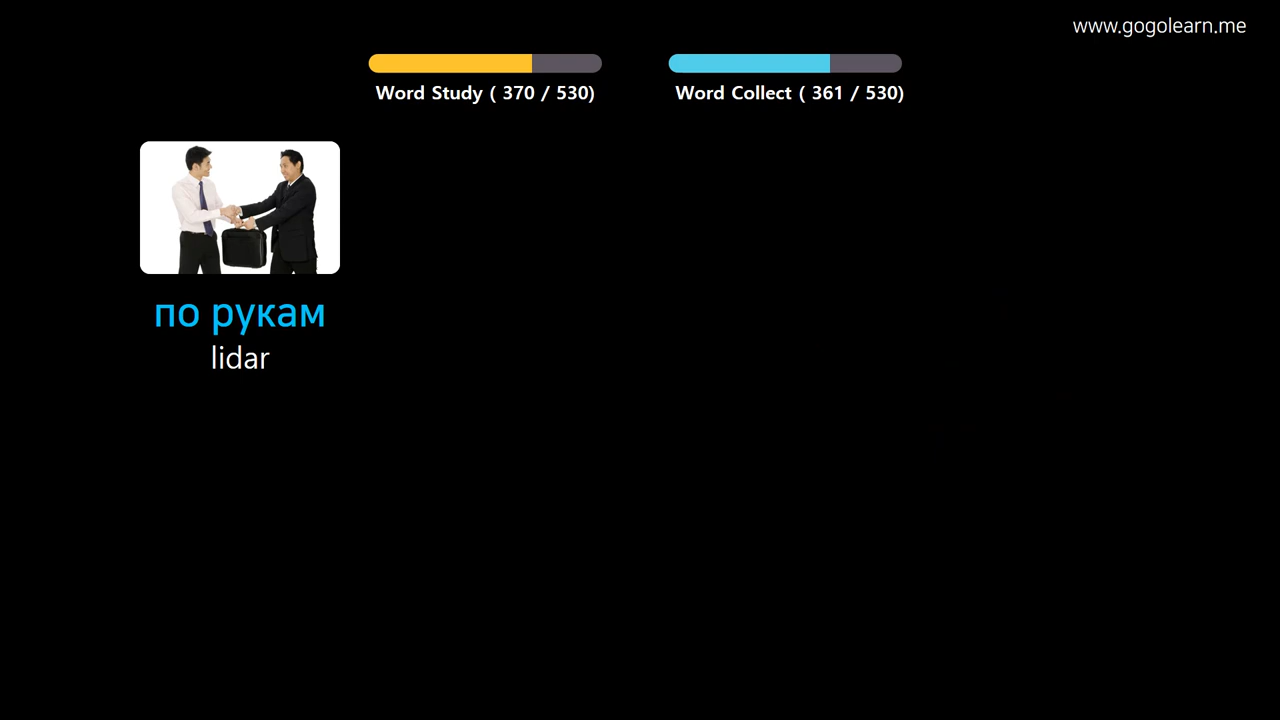 www.gogolearn.me
Word Study ( 370 / 530)
Word Collect ( 361 / 530)
по рукам
lidar